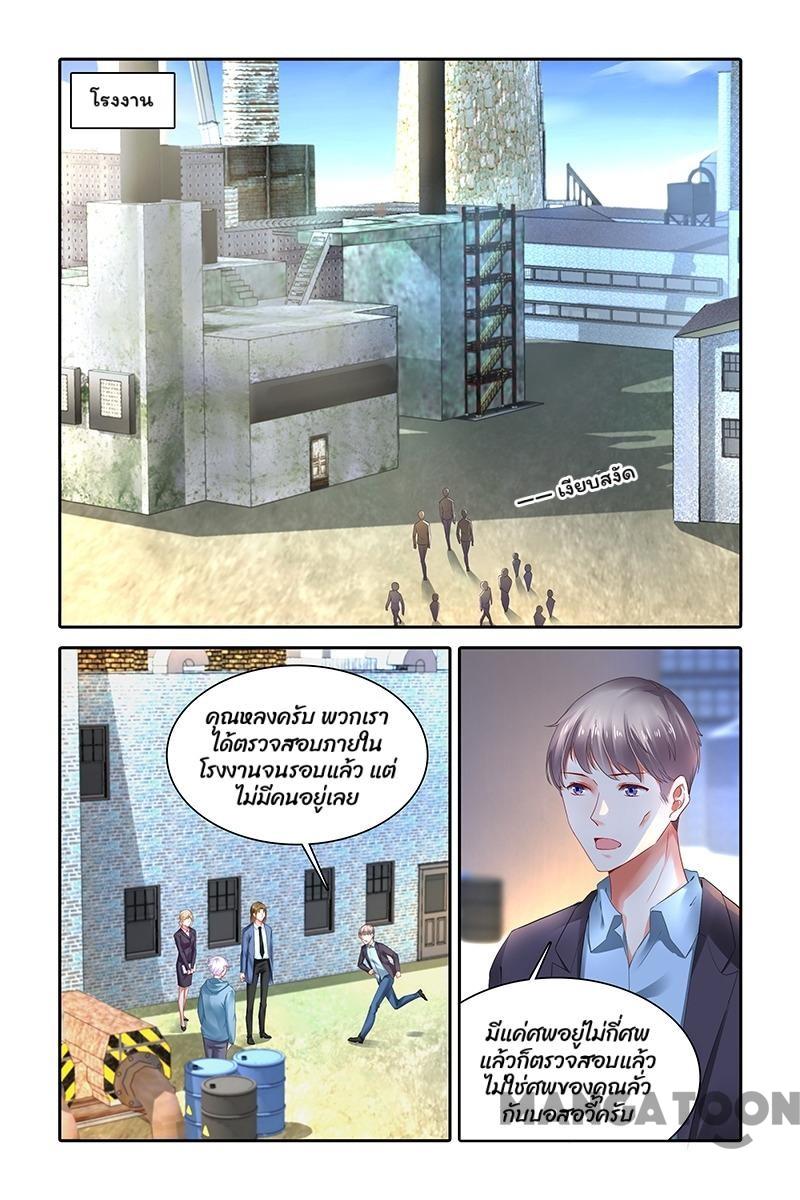 โรงงาน
—— เงียบสงัด
คุณหลงครับ พวกเรา
ได้ตรวจสอบภายใน
โรงงานจนรอบแล้ว แต่
ไม่มีคนอยู่เลย
มีแค่ศพอยู่ไม่กี่ศพ
แล้วก็ตรวจสอบแล้ว
ไม่ใช่ศพของคุณลั่ว
กับบอสอวี้ครับ
MANGATOON